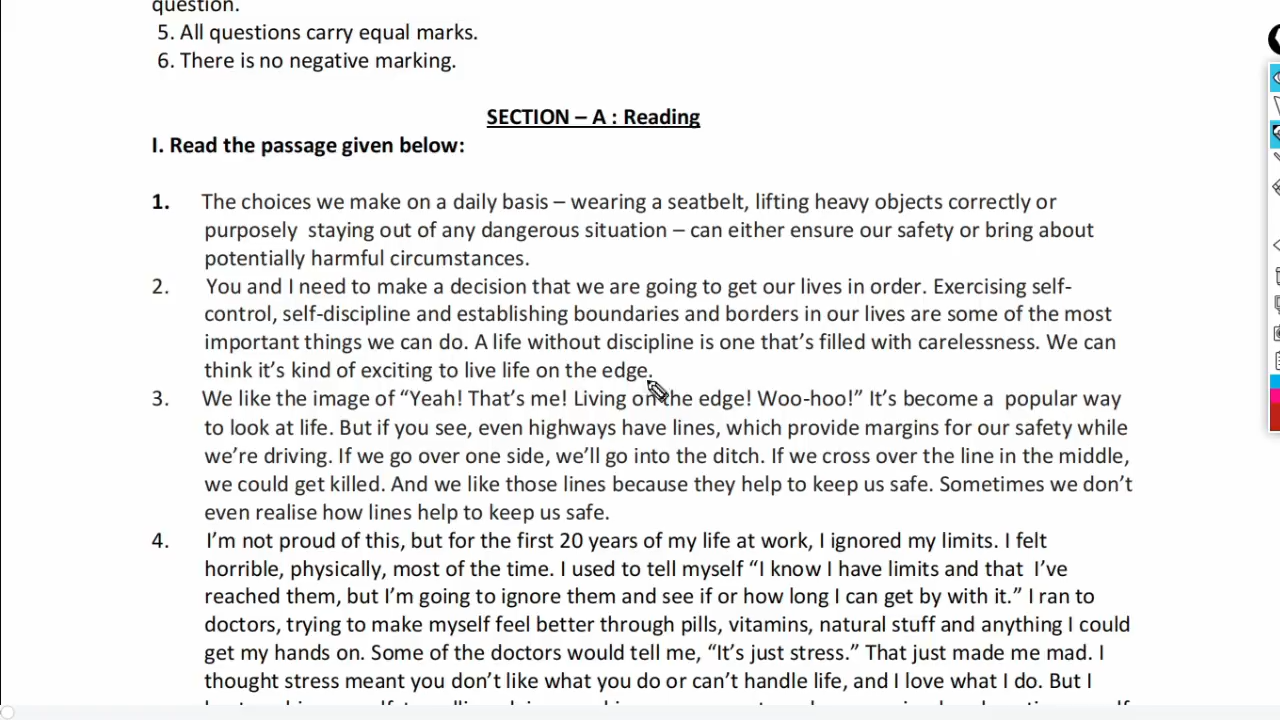 question.
5. All questions carry equal marks.
6. There is no negative marking.
SECTION – A : Reading
I. Read the passage given below:
1. The choices we make on a daily basis – wearing a seatbelt, lifting heavy objects correctly or
purposely staying out of any dangerous situation – can either ensure our safety or bring about
potentially harmful circumstances.
2. You and I need to make a decision that we are going to get our lives in order. Exercising self-
control, self-discipline and establishing boundaries and borders in our lives are some of the most
important things we can do. A life without discipline is one that’s filled with carelessness. We can
think it’s kind of exciting to live life on the edge.
3. We like the image of “Yeah! That’s me! Living on the edge! Woo-hoo!” It’s become a popular way
to look at life. But if you see, even highways have lines, which provide margins for our safety while
we’re driving. If we go over one side, we’ll go into the ditch. If we cross over the line in the middle,
we could get killed. And we like those lines because they help to keep us safe. Sometimes we don’t
even realise how lines help to keep us safe.
4. I’m not proud of this, but for the first 20 years of my life at work, I ignored my limits. I felt
horrible, physically, most of the time. I used to tell myself “I know I have limits and that I’ve
reached them, but I’m going to ignore them and see if or how long I can get by with it.” I ran to
doctors, trying to make myself feel better through pills, vitamins, natural stuff and anything I could
get my hands on. Some of the doctors would tell me, “It’s just stress.” That just made me mad. I
thought stress meant you don’t like what you do or can’t handle life, and I love what I do. But I